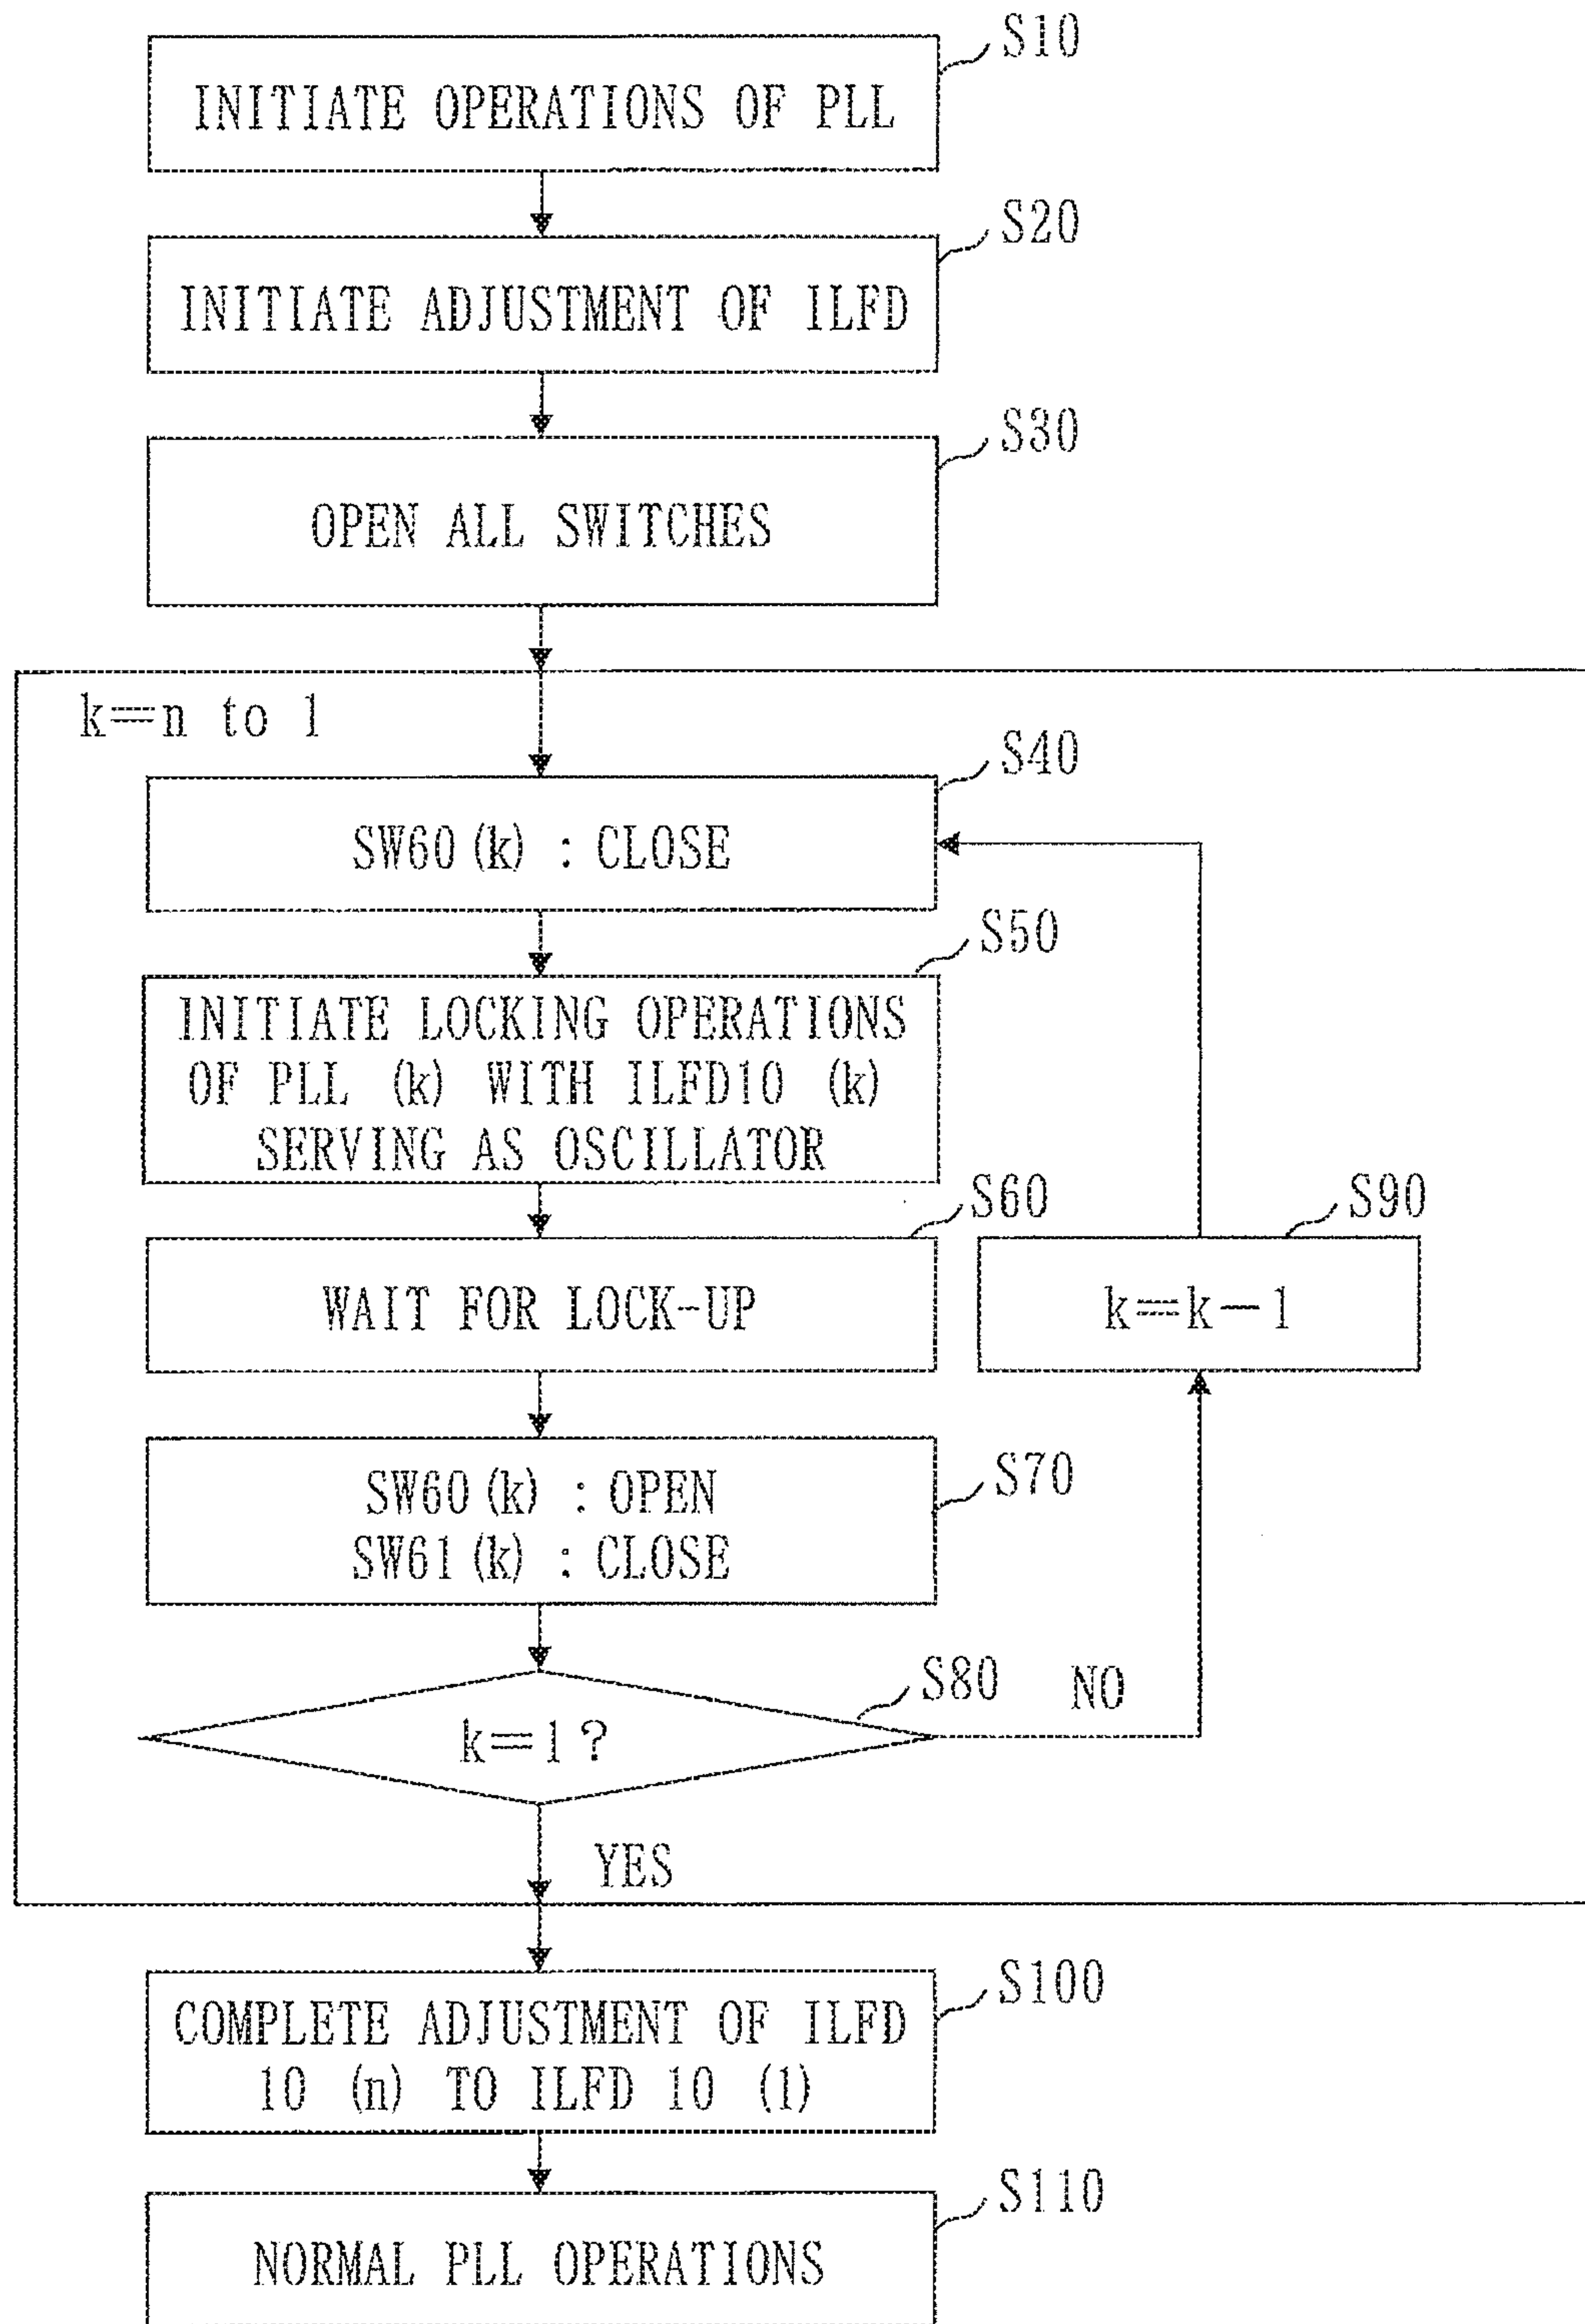 S10
INITIATE OPERATIONS OF PLL
S20
INITIATE ADJUSTMENT OF ILFD
S30
OPEN ALL SWITCHES
k=n to 1
S40
SW60 (k) : CLOSE
S50
INITIATE LOCKING OPERATIONS
OF PLL (k) WITH ILFD10 (k)
SERVING AS OSCILLATOR
S60
WAIT FOR LOCK-UP
S90
k=k-1
S70
SW60 (k) : OPEN
SW61 (k) : CLOSE
S80
k=1?
NO
YES
S100
COMPLETE ADJUSTMENT OF ILFD
10 (n) TO ILFD 10 (1)
S110
NORMAL PLL OPERATIONS